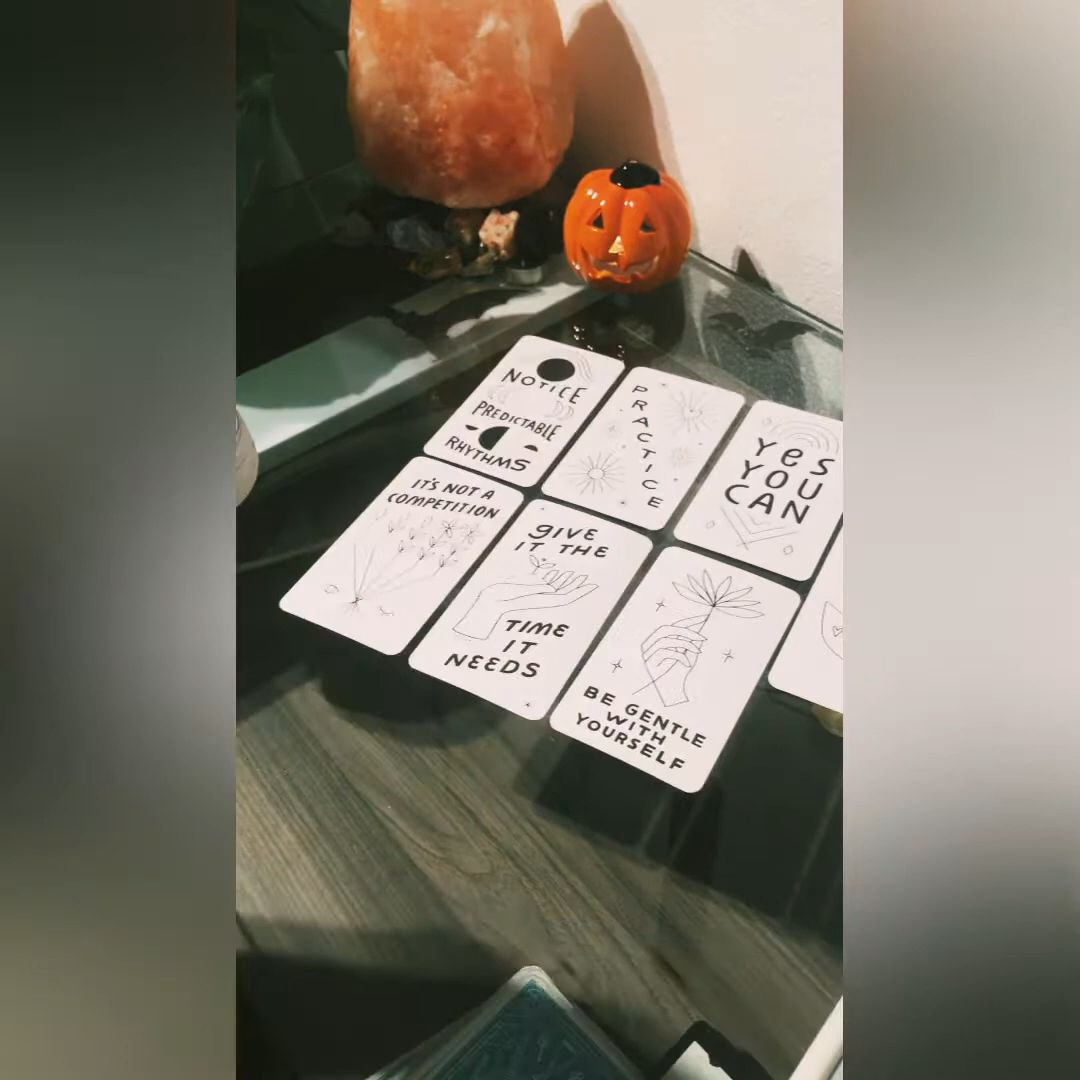 NOTICE
PREDICTABLE
RHYTHMS
PRACTICE
YeS
YOU
CAN
IT'S NOT A
COMPETITION
GIVE
IT THE
TIME
IT
NEEDS
BE GENTLE
WITH
YOURSELF